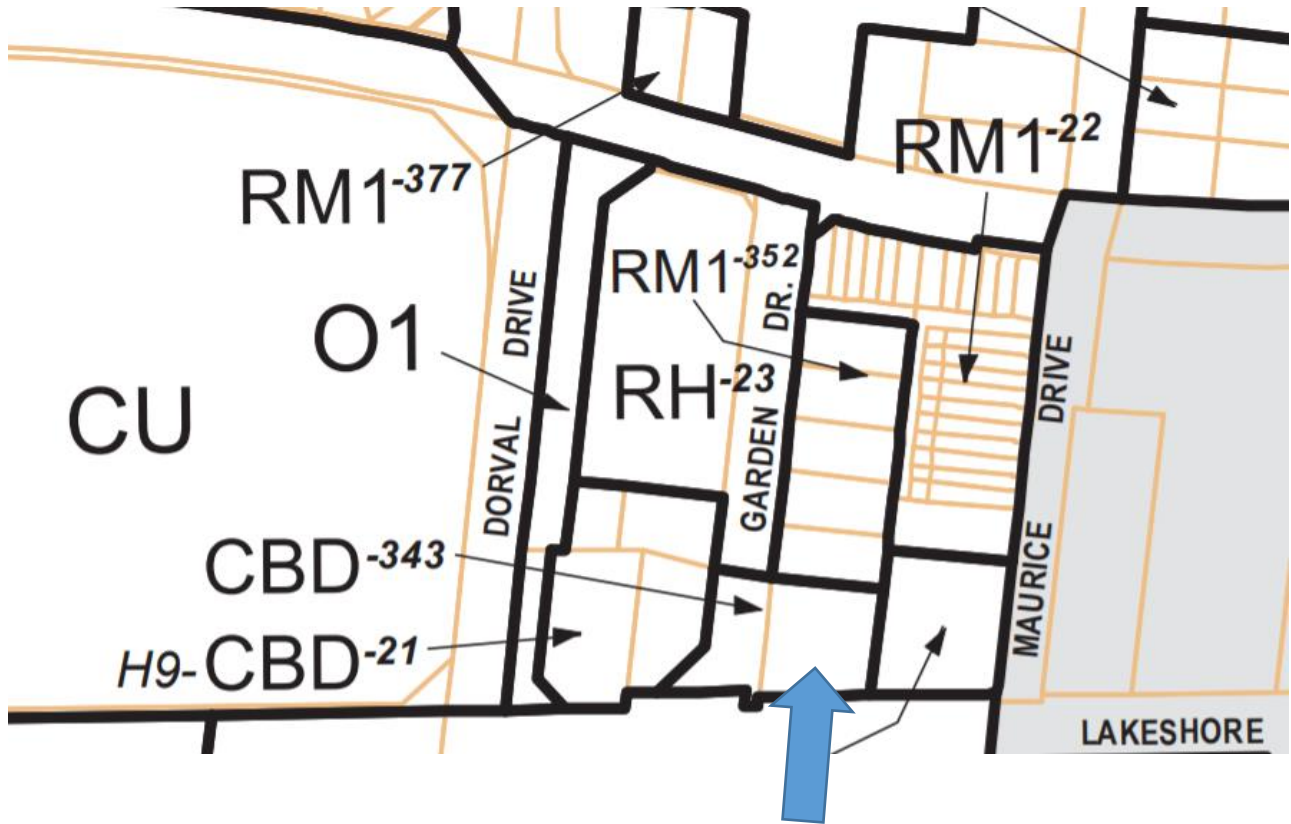 RM1-22
RM1-377
RM1-352
O1
DORVAL DRIVE
GARDEN DR.
RH-23
CU
MAURICE DRIVE
CBD-343
H9-CBD-21
LAKESHORE